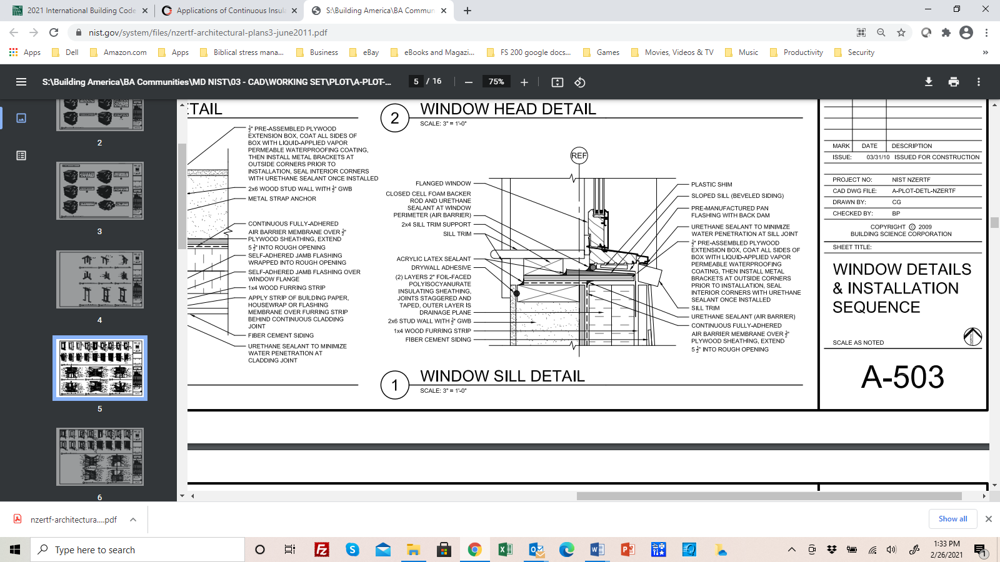 2021 International Building Code
Applications of Continuous Insula
S:\Building America\BA Commun
nist.gov/system/files/nzertf-architectural-plans3-june2011.pdf
Apps
Dell
Amazon.com
Apps
Biblical stress mana...
Business
eBay
eBooks and Magazi...
FS 200 google docs...
Games
Movies, Videos & TV
Music
Productivity
Security
»
S:\Building America\BA Communities\MD NIST\03 - CAD\WORKING SET\PLOT\A-PLOT-...
5 / 16
75%
2
3
4
5
6
ETAIL
½" PRE-ASSEMBLED PLYWOOD
EXTENSION BOX, COAT ALL SIDES OF
BOX WITH LIQUID-APPLIED VAPOR
PERMEABLE WATERPROOFING COATING,
THEN INSTALL METAL BRACKETS AT
OUTSIDE CORNERS PRIOR TO
INSTALLATION, SEAL INTERIOR CORNERS
WITH URETHANE SEALANT ONCE INSTALLED
2x6 WOOD STUD WALL WITH ½" GWB
METAL STRAP ANCHOR
CONTINUOUS FULLY-ADHERED
AIR BARRIER MEMBRANE OVER ½"
PLYWOOD SHEATHING, EXTEND
5 ½" INTO ROUGH OPENING
SELF-ADHERED JAMB FLASHING
WRAPPED INTO ROUGH OPENING
SELF-ADHERED JAMB FLASHING OVER
WINDOW FLANGE
1x4 WOOD FURRING STRIP
APPLY STRIP OF BUILDING PAPER,
HOUSEWRAP OR FLASHING
MEMBRANE OVER FURRING STRIP
BEHIND CONTINUOUS CLADDING
JOINT
FIBER CEMENT SIDING
URETHANE SEALANT TO MINIMIZE
WATER PENETRATION AT
CLADDING JOINT
2
WINDOW HEAD DETAIL
SCALE: 3" = 1'-0"
REF
FLANGED WINDOW
CLOSED CELL FOAM BACKER
ROD AND URETHANE
SEALANT AT WINDOW
PERIMETER (AIR BARRIER)
2x4 SILL TRIM SUPPORT
SILL TRIM
ACRYLIC LATEX SEALANT
DRYWALL ADHESIVE
(2) LAYERS 2" FOIL-FACED
POLYISOCYANURATE
INSULATING SHEATHING,
JOINTS STAGGERED AND
TAPED, OUTER LAYER IS
DRAINAGE PLANE
2x6 STUD WALL WITH ½" GWB
1x4 WOOD FURRING STRIP
FIBER CEMENT SIDING
PLASTIC SHIM
SLOPED SILL (BEVELED SIDING)
PRE-MANUFACTURED PAN
FLASHING WITH BACK DAM
URETHANE SEALANT TO MINIMIZE
WATER PENETRATION AT SILL JOINT
½" PRE-ASSEMBLED PLYWOOD
EXTENSION BOX, COAT ALL SIDES OF
BOX WITH LIQUID-APPLIED VAPOR
PERMEABLE WATERPROOFING
COATING, THEN INSTALL METAL
BRACKETS AT OUTSIDE CORNERS
PRIOR TO INSTALLATION, SEAL
INTERIOR CORNERS WITH URETHANE
SEALANT ONCE INSTALLED
SILL TRIM
URETHANE SEALANT (AIR BARRIER)
CONTINUOUS FULLY-ADHERED
AIR BARRIER MEMBRANE OVER ½"
PLYWOOD SHEATHING, EXTEND
5 ½" INTO ROUGH OPENING
1
WINDOW SILL DETAIL
SCALE: 3" = 1'-0"
MARK DATE DESCRIPTION
ISSUE: 03/31/10 ISSUED FOR CONSTRUCTION
PROJECT NO: NIST NZERTF
CAD DWG FILE: A-PLOT-DETL-NZERTF
DRAWN BY: CG
CHECKED BY: BP
COPYRIGHT © 2009
BUILDING SCIENCE CORPORATION
SHEET TITLE:
WINDOW DETAILS
& INSTALLATION
SEQUENCE
SCALE AS NOTED
A-503
nzertf-architectura....pdf
Show all
Type here to search
1:33 PM
2/26/2021
1